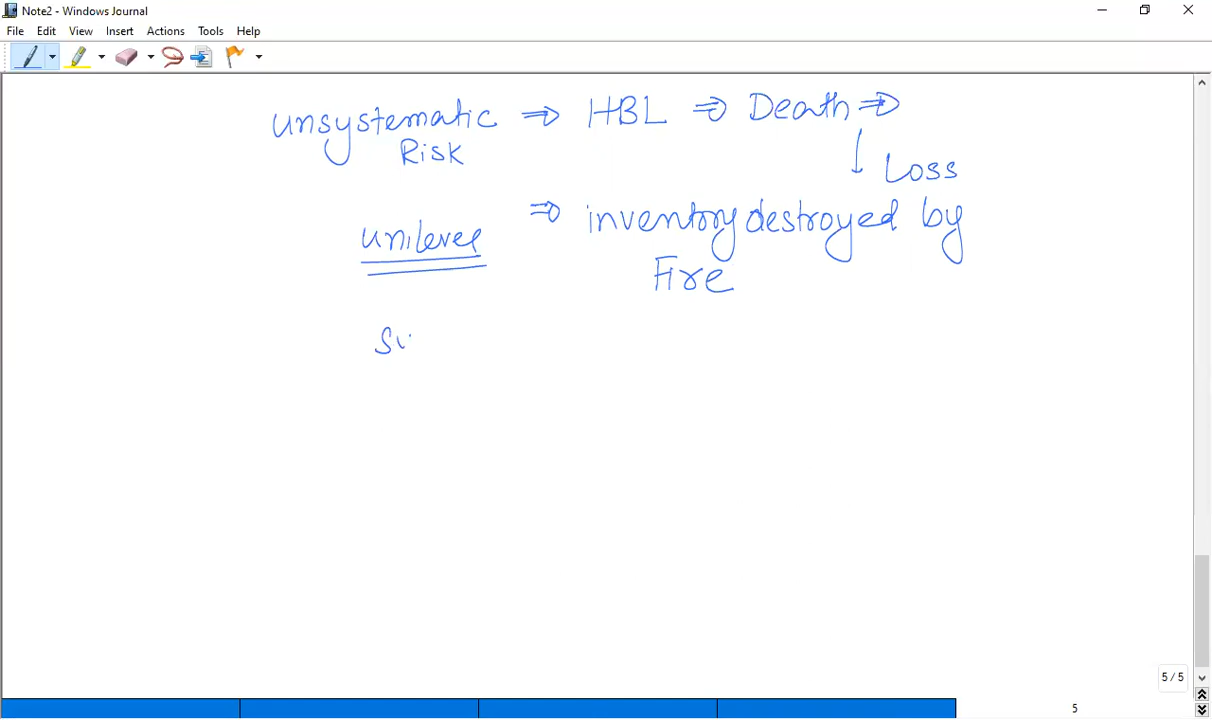 Note2 - Windows Journal
File Edit View Insert Actions Tools Help
unsystematic ⇒ HBL ⇒ Death ⇒
Risk ↓ Loss
⇒ inventory destroyed by
unilever
Fire
5 / 5
5